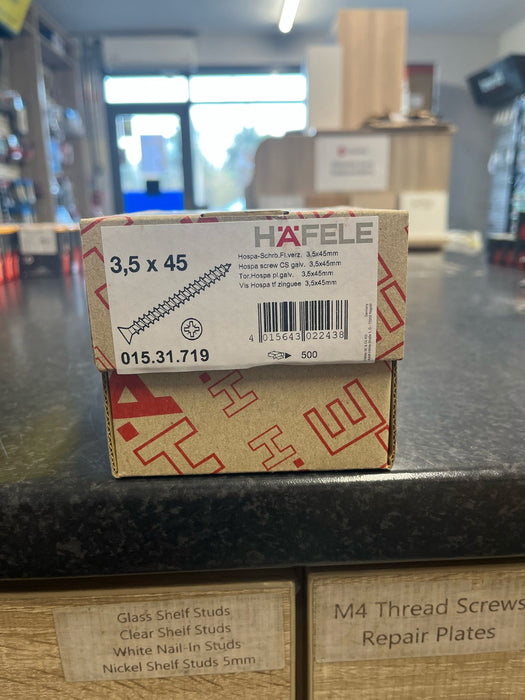 HÄFELE
3,5 x 45
Hospa-Schrb.Fl.verz. 3,5x45mm
Hospa screw CS galv. 3,5x45mm
Tor.Hospa pl.galv. 3,5x45mm
Vis Hospa tf zinguee 3,5x45mm
4 015643 022438
015.31.719
500
Glass Shelf Studs
Clear Shelf Studs
White Nail-In Studs
Nickel Shelf Studs 5mm
M4 Thread Screws
Repair Plates